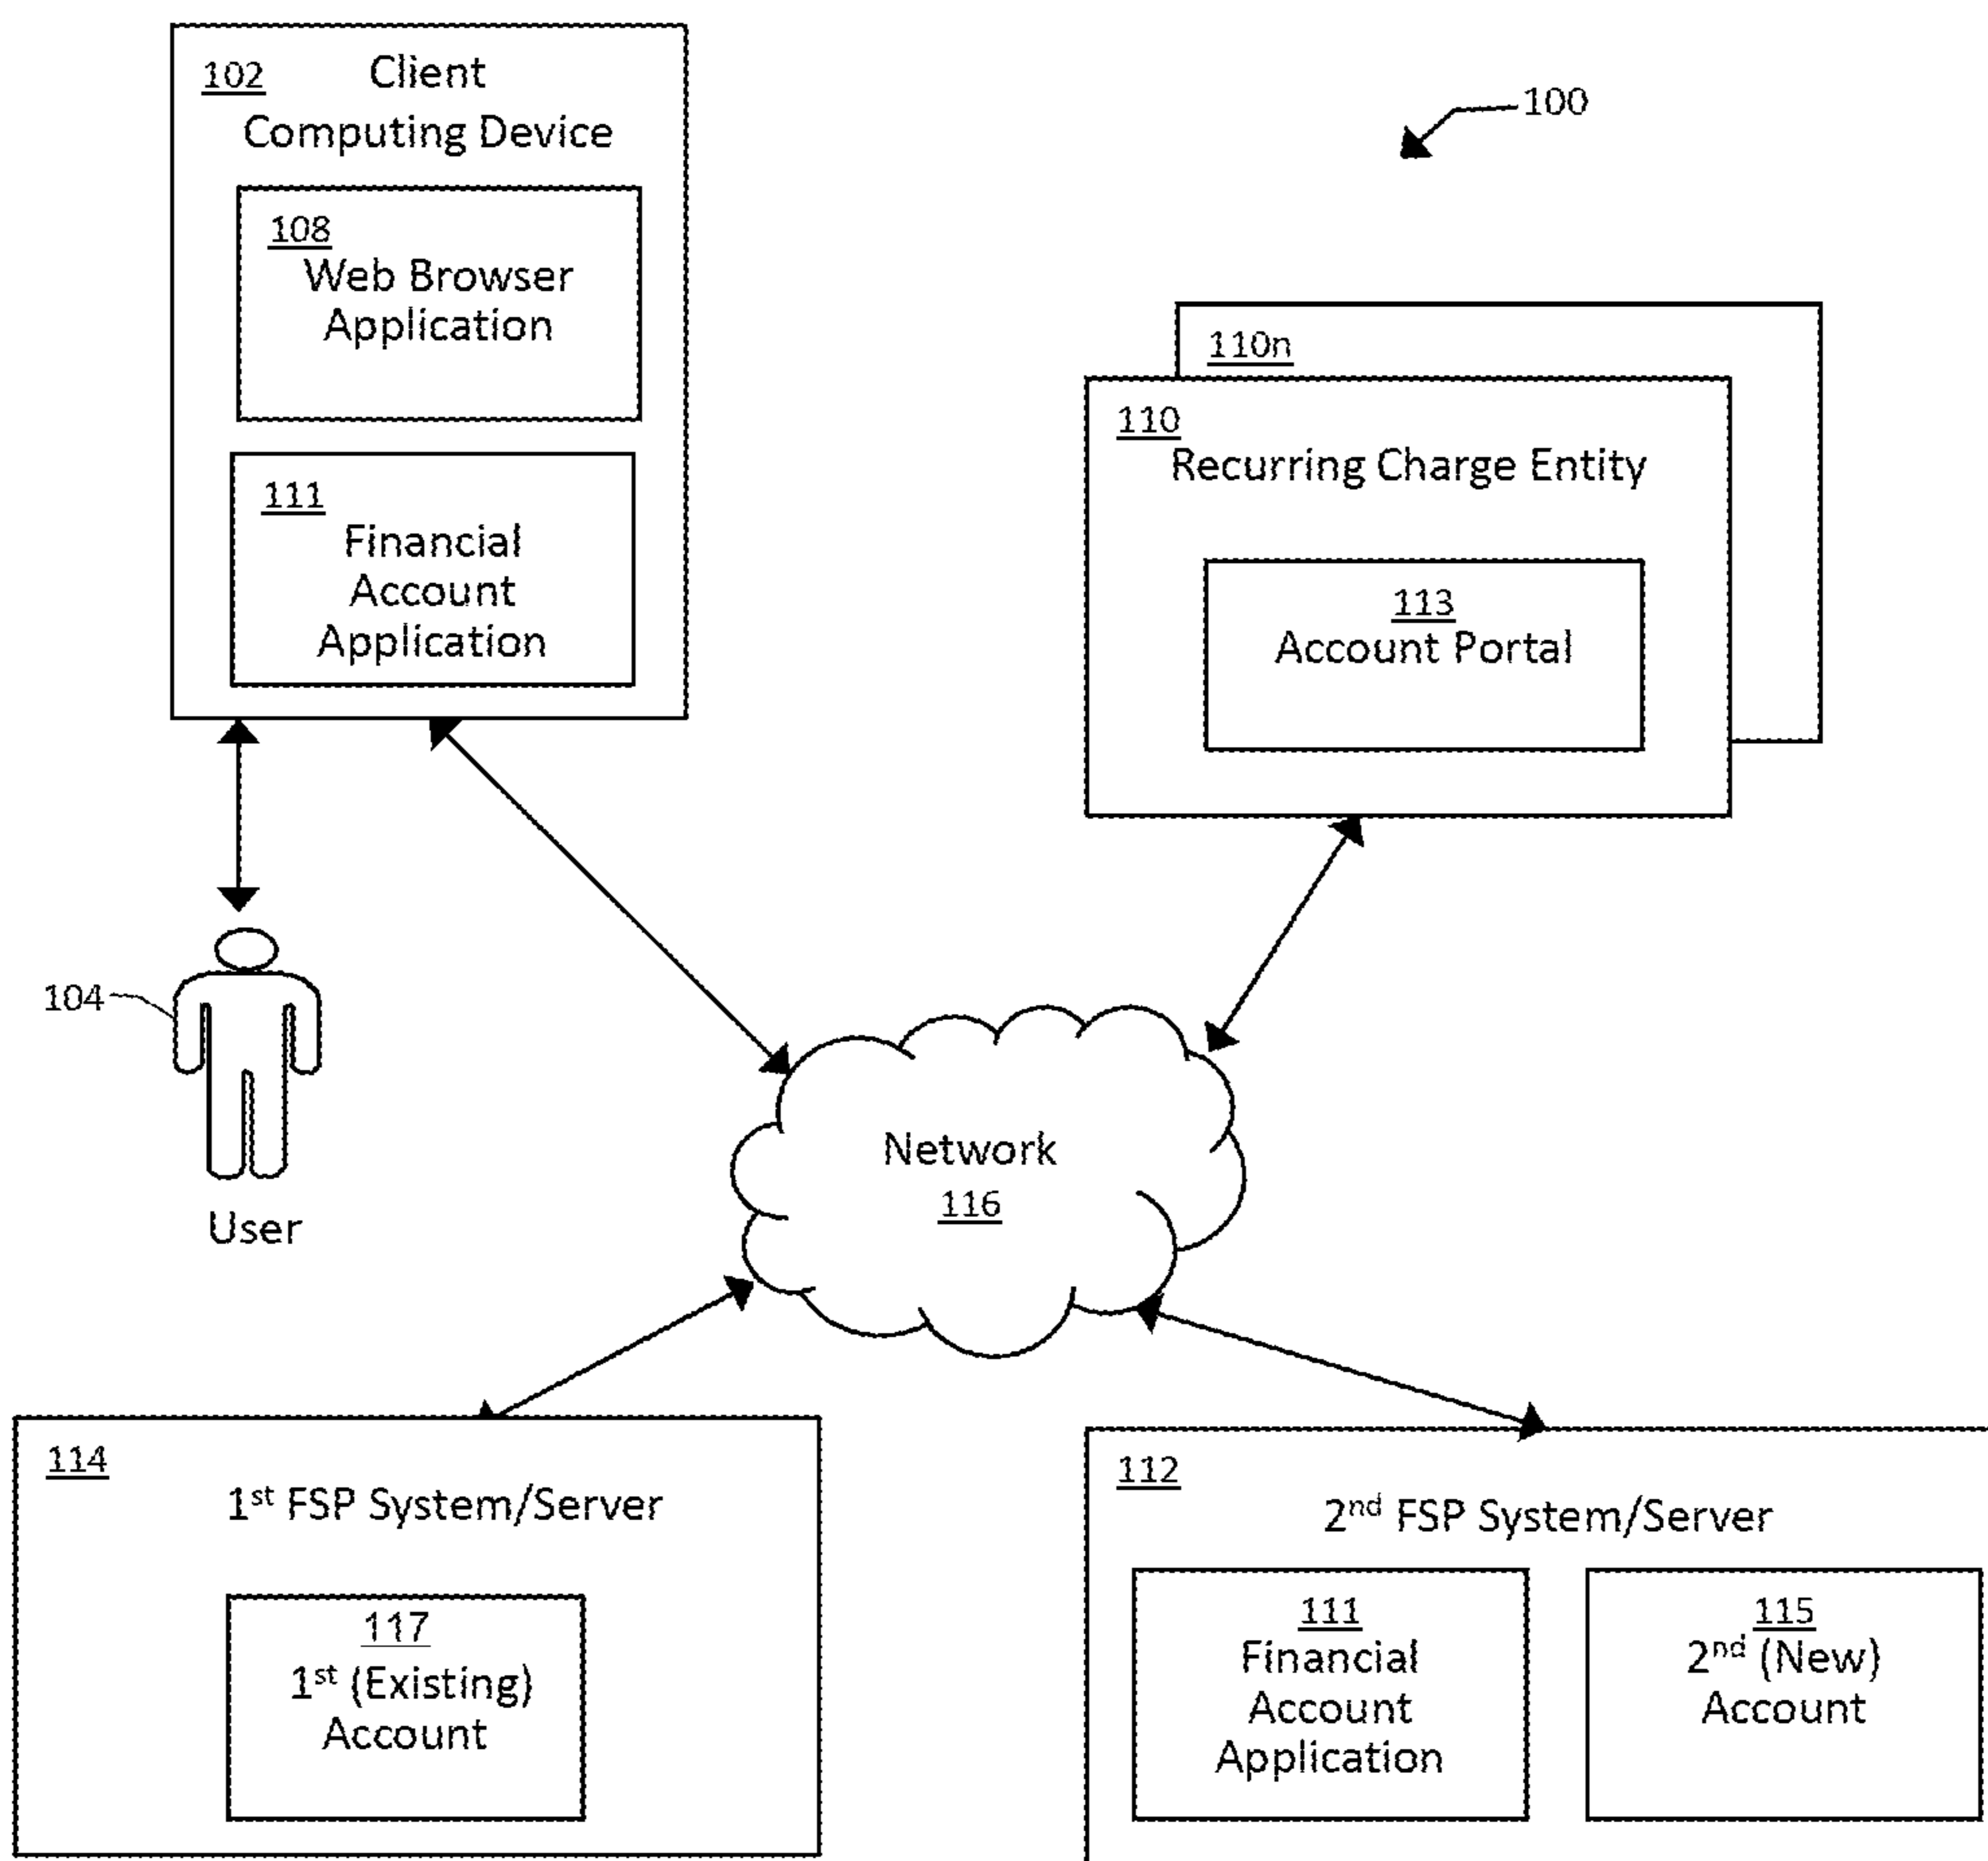 102
Client
Computing Device
108
Web Browser
Application
111
Financial
Account
Application
100
110n
110
Recurring Charge Entity
113
Account Portal
104
User
Network
116
114
1st FSP System/Server
117
1st (Existing)
Account
112
2nd FSP System/Server
111
Financial
Account
Application
115
2nd (New)
Account